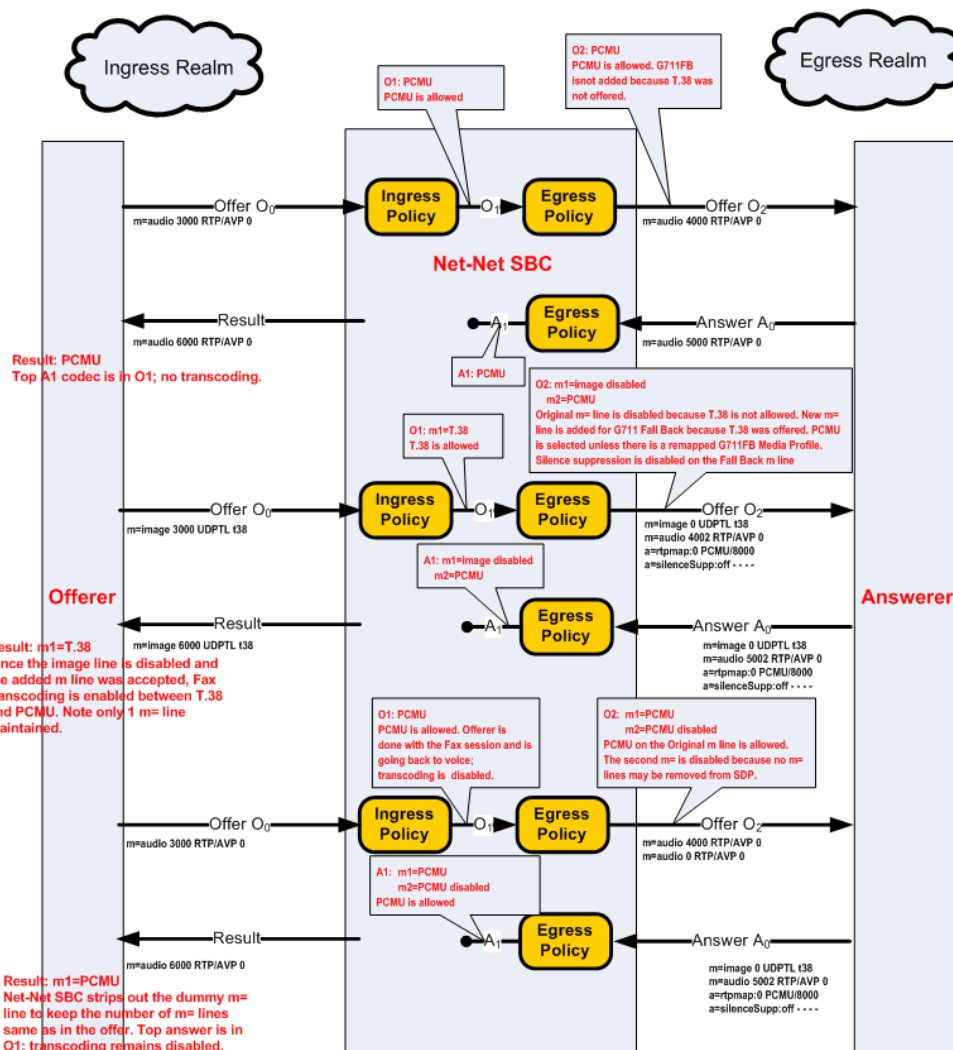 Ingress Realm
Egress Realm
O1: PCMU
PCMU is allowed
O2: PCMU
PCMU is allowed. G711FB
isnot added because T.38 was
not offered.
Offer O0
m=audio 3000 RTP/AVP 0
Ingress
Policy
O1
Egress
Policy
Offer O2
m=audio 4000 RTP/AVP 0
Net-Net SBC
Result
m=audio 6000 RTP/AVP 0
A1
Egress
Policy
Answer A0
m=audio 5000 RTP/AVP 0
Result: PCMU
Top A1 codec is in O1; no transcoding.
A1: PCMU
O2: m1=image disabled
m2=PCMU
Original m= line is disabled because T.38 is not allowed. New m=
line is added for G711 Fall Back because T.38 was offered. PCMU
is selected unless there is a remapped G711FB Media Profile.
Silence suppression is disabled on the Fall Back m line
O1: m1=T.38
T.38 is allowed
Offer O0
m=image 3000 UDPTL t38
Ingress
Policy
O1
Egress
Policy
Offer O2
m=image 0 UDPTL t38
m=audio 4002 RTP/AVP 0
a=rtpmap:0 PCMU/8000
a=silenceSupp:off - - - -
A1: m1=image disabled
m2=PCMU
Offerer
Answerer
Result
m=image 6000 UDPTL t38
A1
Egress
Policy
Answer A0
m=image 0 UDPTL t38
m=audio 5002 RTP/AVP 0
a=rtpmap:0 PCMU/8000
a=silenceSupp:off - - - -
esult: m1=T.38
nce the image line is disabled and
e added m line was accepted, Fax
anscoding is enabled between T.38
nd PCMU. Note only 1 m= line
aintained.
O1: PCMU
PCMU is allowed. Offerer is
done with the Fax session and is
going back to voice;
transcoding is disabled.
O2: m1=PCMU
m2=PCMU disabled
PCMU on the Original m line is allowed.
The second m= is disabled because no m=
lines may be removed from SDP.
Offer O0
m=audio 3000 RTP/AVP 0
Ingress
Policy
O1
Egress
Policy
Offer O2
m=audio 4000 RTP/AVP 0
m=audio 0 RTP/AVP 0
A1: m1=PCMU
m2=PCMU disabled
PCMU is allowed
Result
m=audio 6000 RTP/AVP 0
A1
Egress
Policy
Answer A0
m=image 0 UDPTL t38
m=audio 5002 RTP/AVP 0
a=rtpmap:0 PCMU/8000
a=silenceSupp:off - - - -
Result: m1=PCMU
Net-Net SBC strips out the dummy m=
line to keep the number of m= lines
same as in the offer. Top answer is in
O1; transcoding remains disabled.